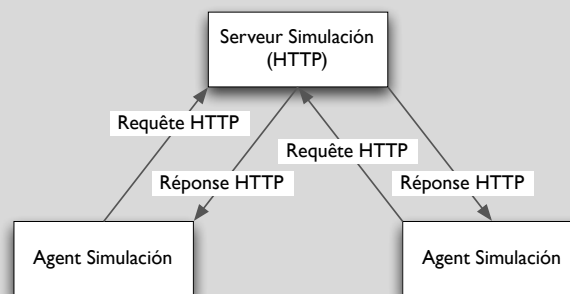 Serveur Simulación
(HTTP)
Requête HTTP
Requête HTTP
Réponse HTTP
Réponse HTTP
Agent Simulación
Agent Simulación